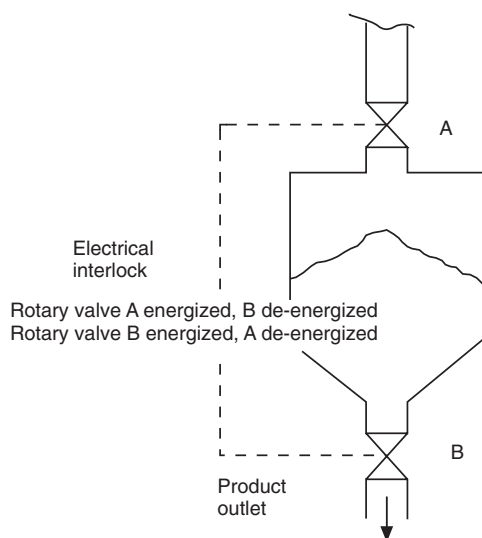 A
Electrical
interlock
Rotary valve A energized, B de-energized
Rotary valve B energized, A de-energized
B
Product
outlet